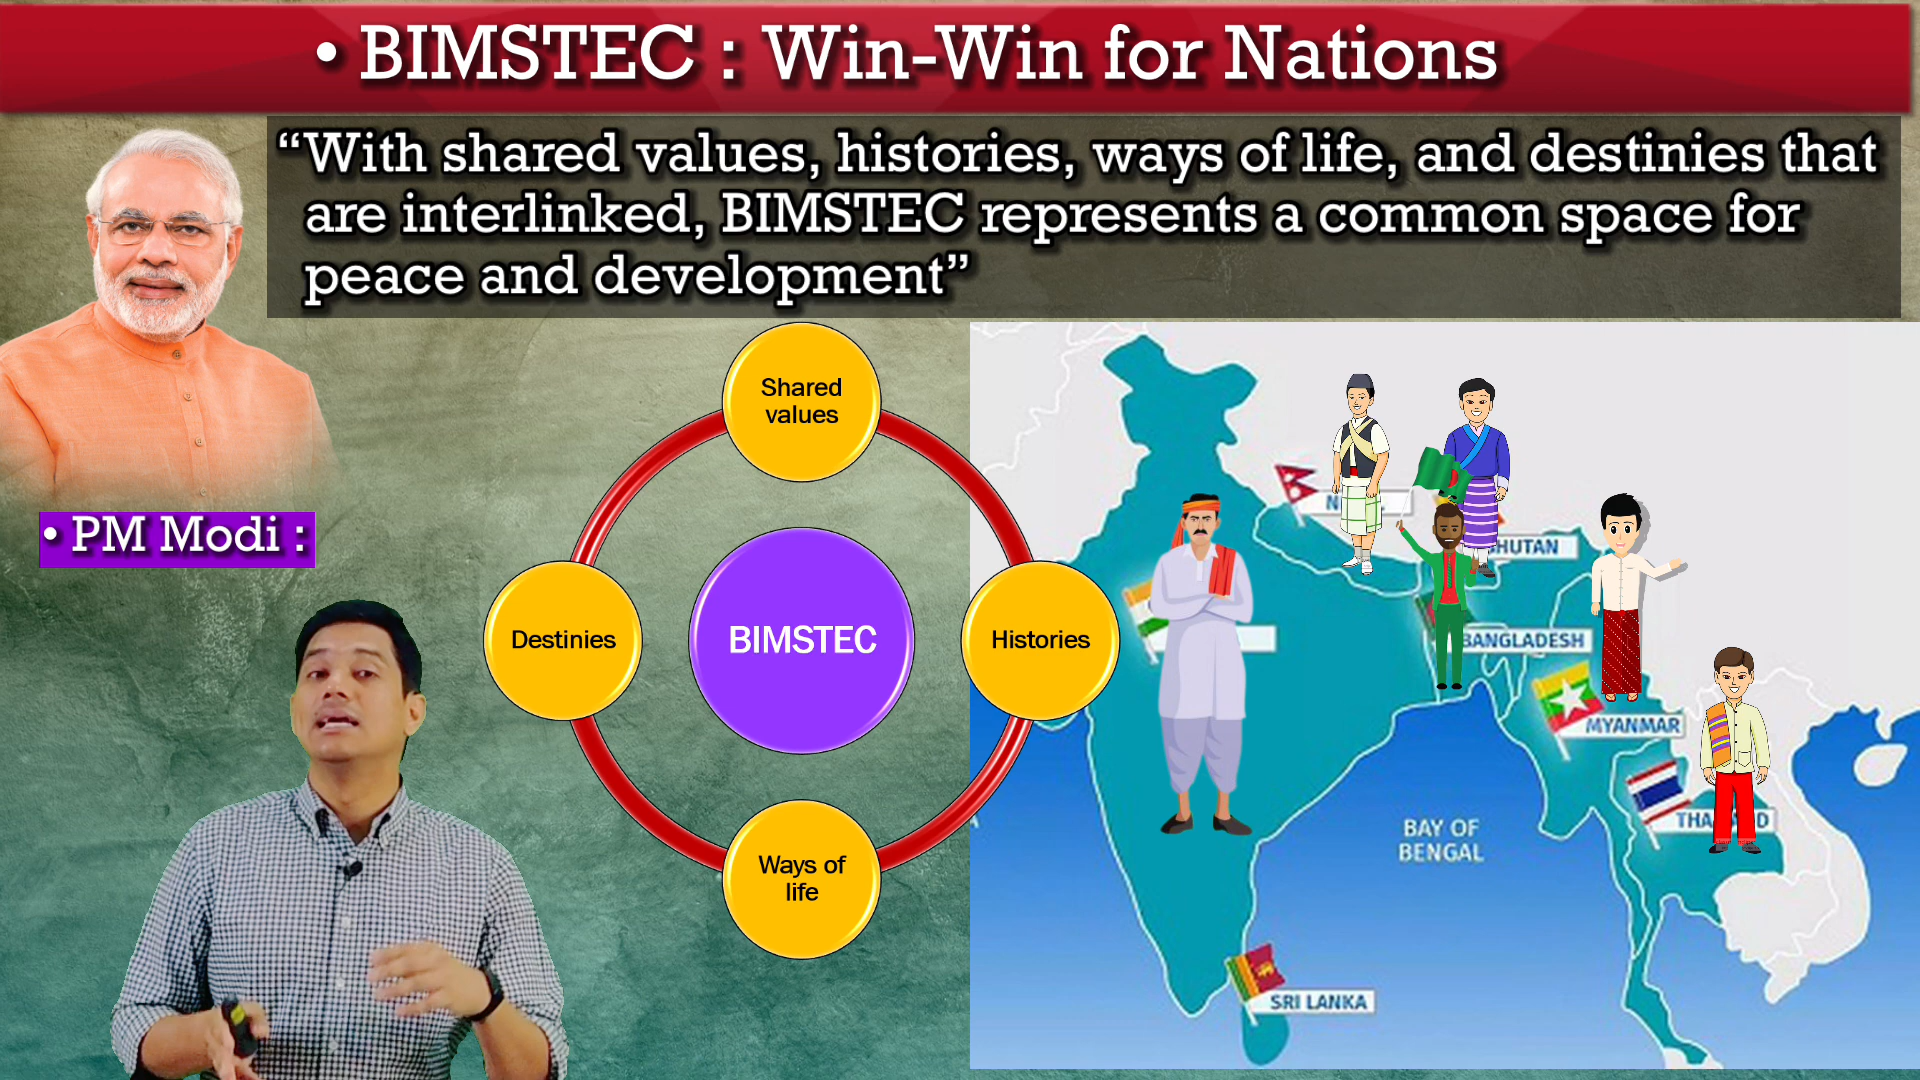 • BIMSTEC : Win-Win for Nations
“With shared values, histories, ways of life, and destinies that
are interlinked, BIMSTEC represents a common space for
peace and development”
• PM Modi :
Shared
values
Destinies
BIMSTEC
Histories
Ways of
life
BANGLADESH
MYANMAR
BAY OF
BENGAL
SRI LANKA